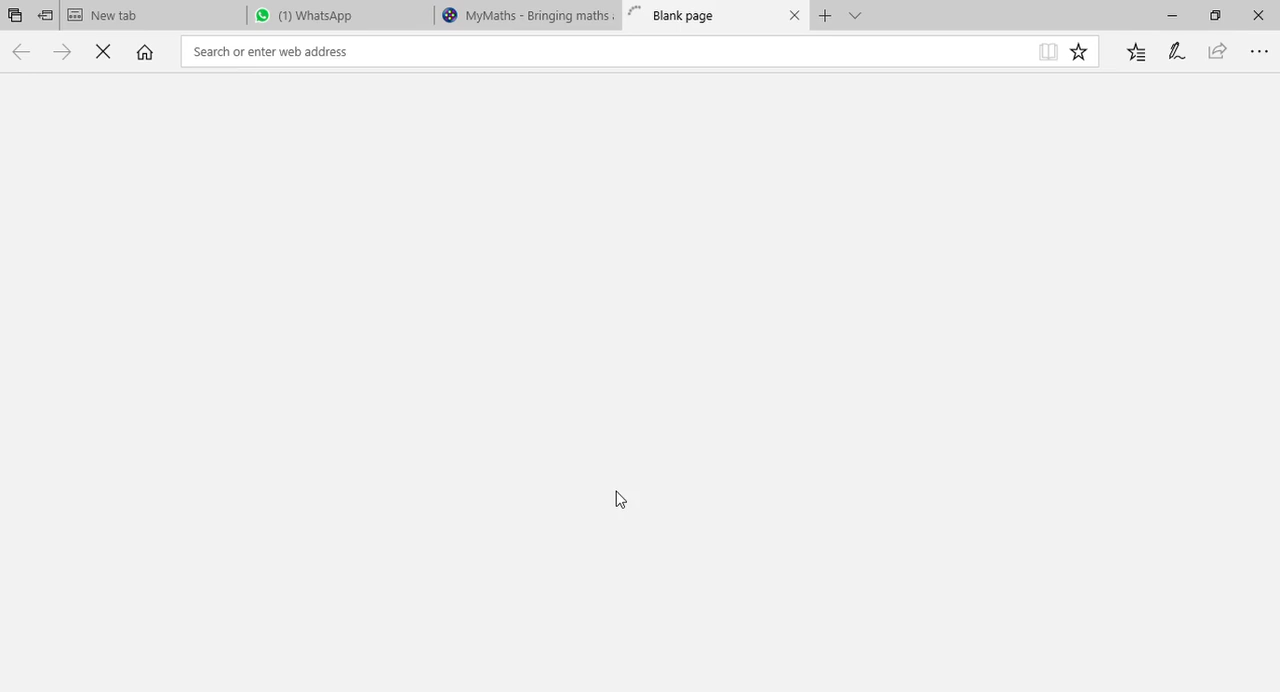 New tab
(1) WhatsApp
MyMaths - Bringing maths
Blank page
Search or enter web address